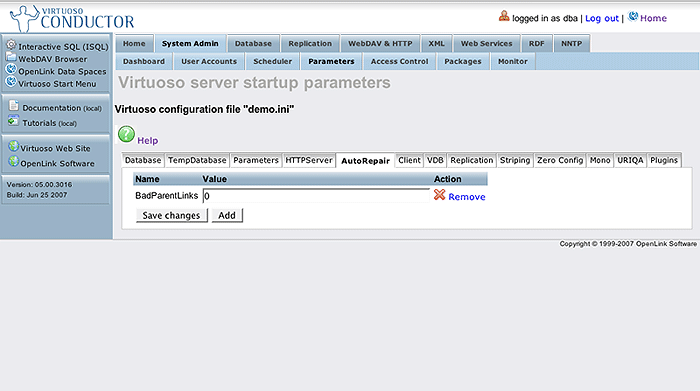 VIRTUOSO
CONDUCTOR
logged in as dba | Log out | Home
Interactive SQL (ISQL)
WebDAV Browser
OpenLink Data Spaces
Virtuoso Start Menu
Documentation (local)
Tutorials (local)
Virtuoso Web Site
OpenLink Software
Version: 05.00.3016
Build: Jun 25 2007
Home System Admin Database Replication WebDAV & HTTP XML Web Services RDF NNTP
Dashboard User Accounts Scheduler Parameters Access Control Packages Monitor
Virtuoso server startup parameters
Virtuoso configuration file "demo.ini"
? Help
Database TempDatabase Parameters HTTPServer AutoRepair Client VDB Replication Striping Zero Config Mono URIQA Plugins
Name Value Action
BadParentLinks 0 Remove
Save changes Add
Copyright © 1999-2007 OpenLink Software